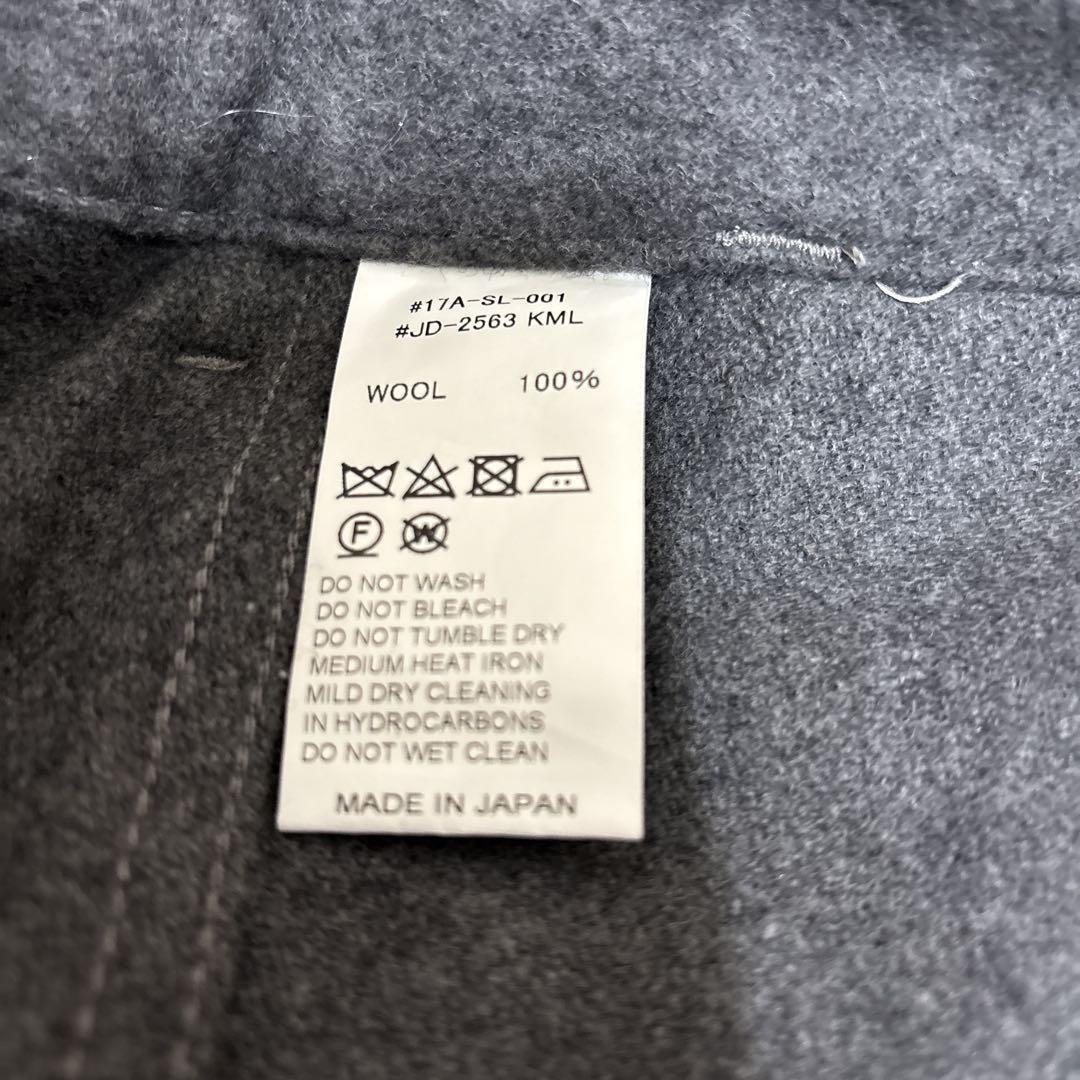 #17A-SL-001
#JD-2563 KML
WOOL 100%
F W
DO NOT WASH
DO NOT BLEACH
DO NOT TUMBLE DRY
MEDIUM HEAT IRON
MILD DRY CLEANING
IN HYDROCARBONS
DO NOT WET CLEAN
MADE IN JAPAN